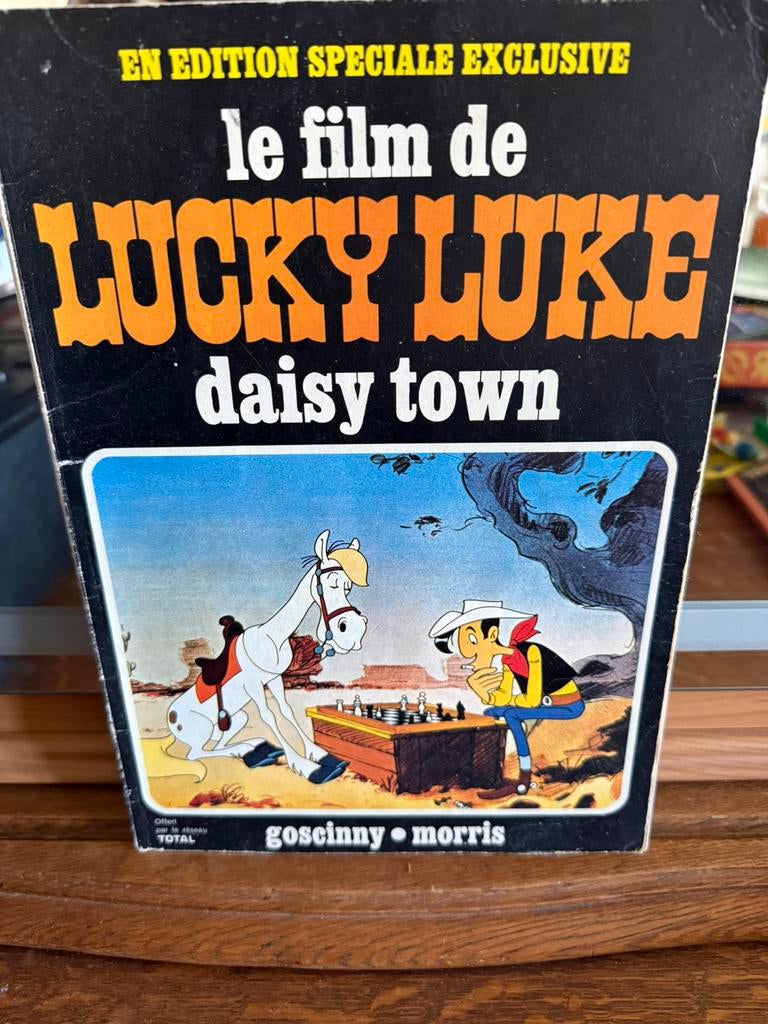 EN EDITION SPECIALE EXCLUSIVE
le film de
LUCKY LUKE
daisy town
Offert
par le réseau
TOTAL
goscinny • morris